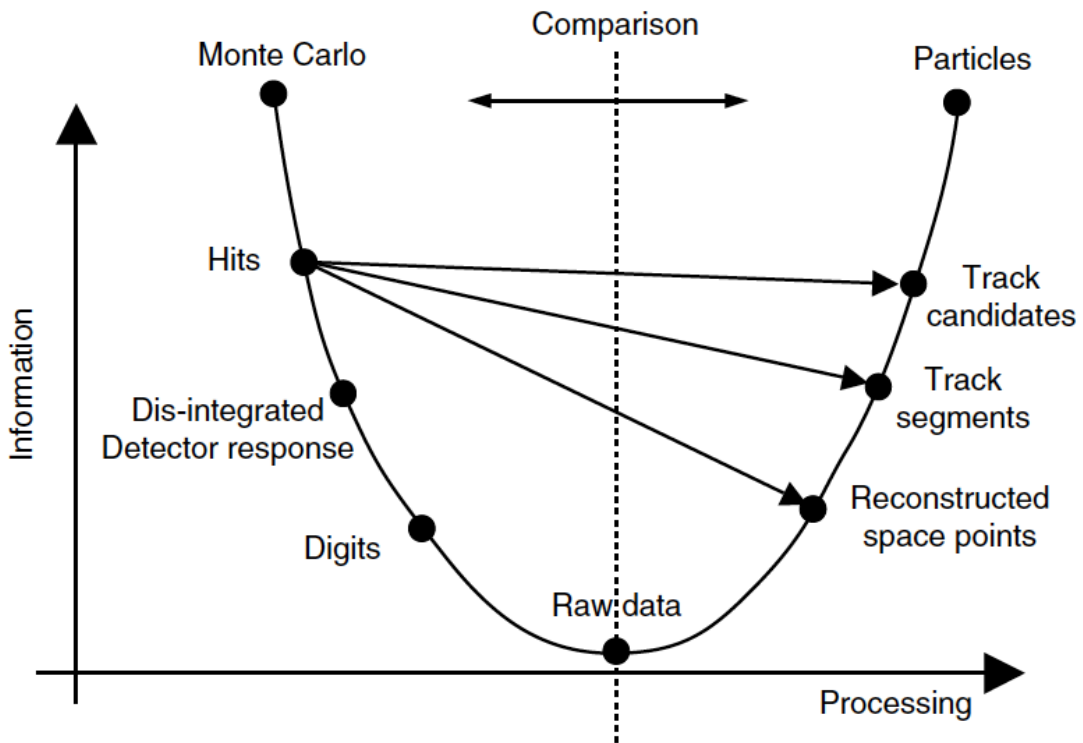 Comparison
Monte Carlo
Particles
Hits
Track
candidates
Dis-integrated
Detector response
Track
segments
Information
Digits
Reconstructed
space points
Raw data
Processing